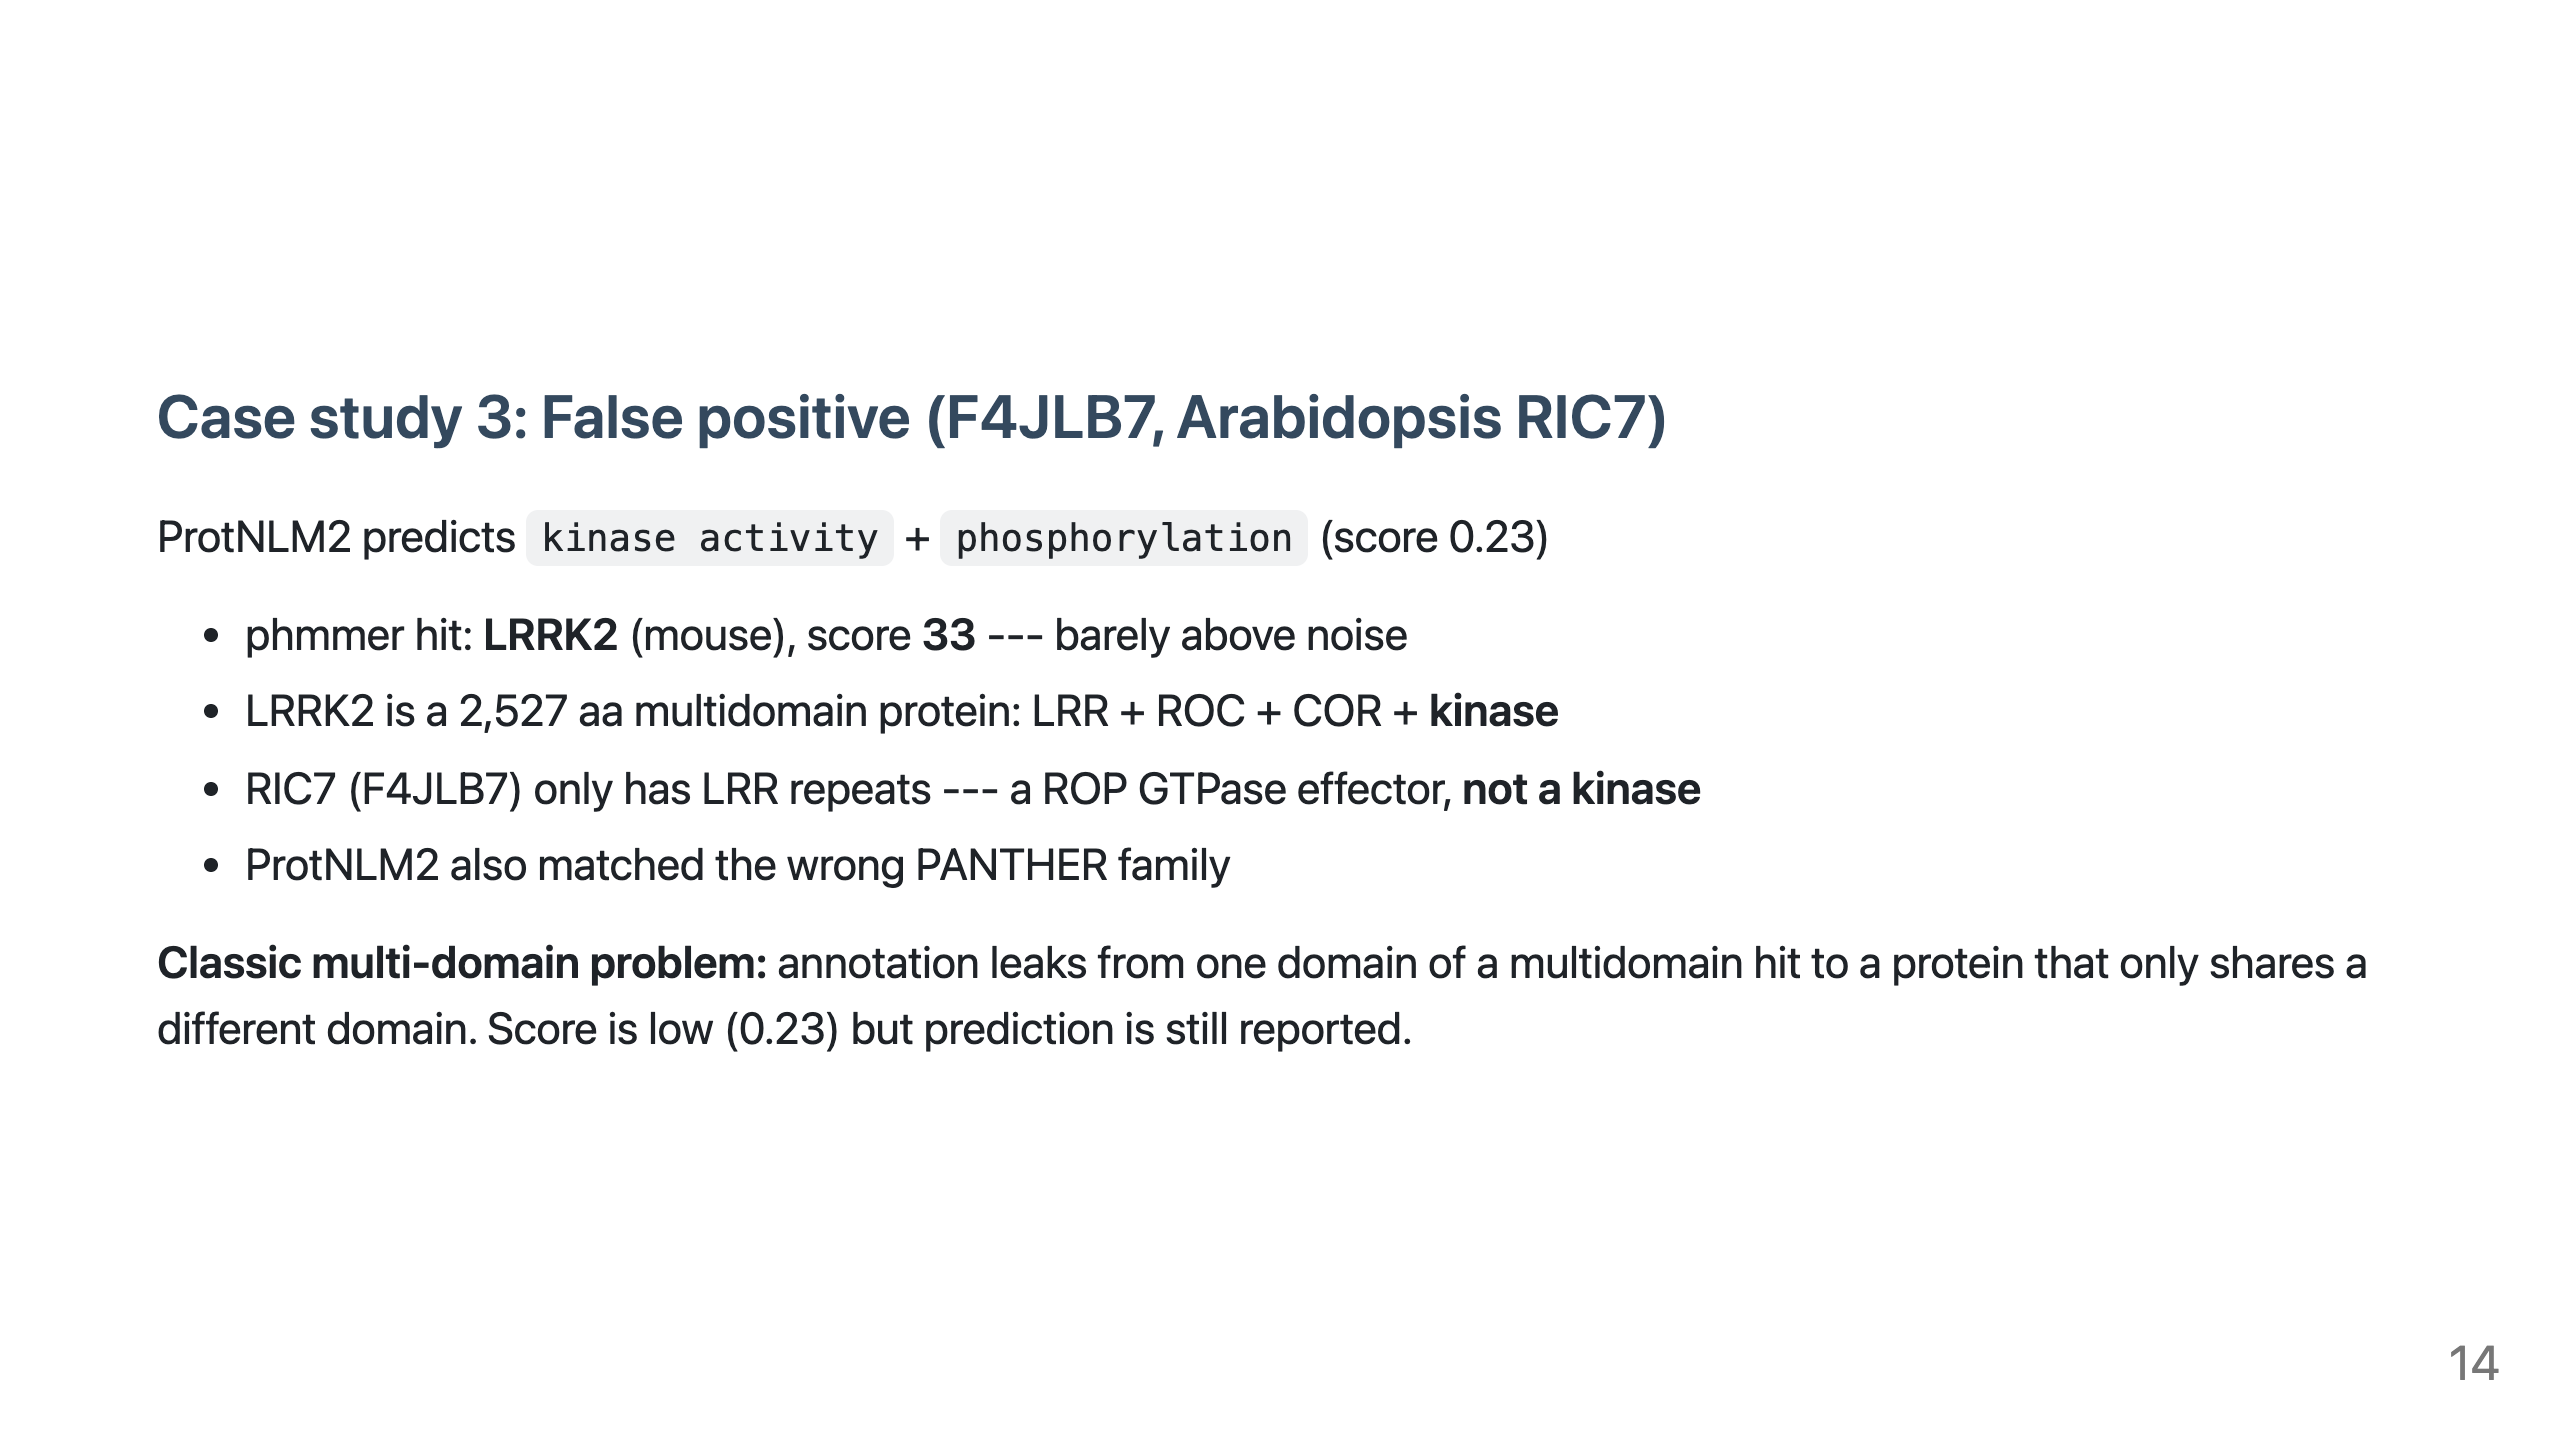 Case study 3: False positive (F4JLB7, Arabidopsis RIC7)
ProtNLM2 predicts kinase activity + phosphorylation (score 0.23)
• phmmer hit: LRRK2 (mouse), score 33 --- barely above noise
• LRRK2 is a 2,527 aa multidomain protein: LRR + ROC + COR + kinase
• RIC7 (F4JLB7) only has LRR repeats --- a ROP GTPase effector, not a kinase
• ProtNLM2 also matched the wrong PANTHER family
Classic multi-domain problem: annotation leaks from one domain of a multidomain hit to a protein that only shares a
different domain. Score is low (0.23) but prediction is still reported.
14